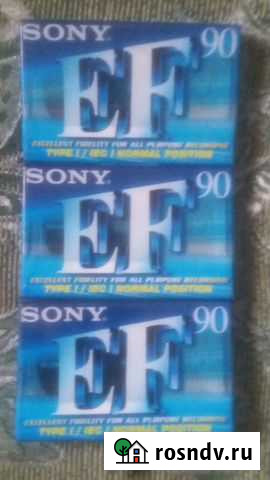 SONY
EF 90
EXCELLENT FIDELITY FOR ALL PURPOSE RECORDING
TYPE I / IEC I NORMAL POSITION
SONY
EF 90
EXCELLENT FIDELITY FOR ALL PURPOSE RECORDING
TYPE I / IEC I NORMAL POSITION
SONY
EF 90
EXCELLENT FIDELITY FOR ALL PURPOSE RECORDING
TYPE I / IEC I NORMAL POSITION
rosndv.ru